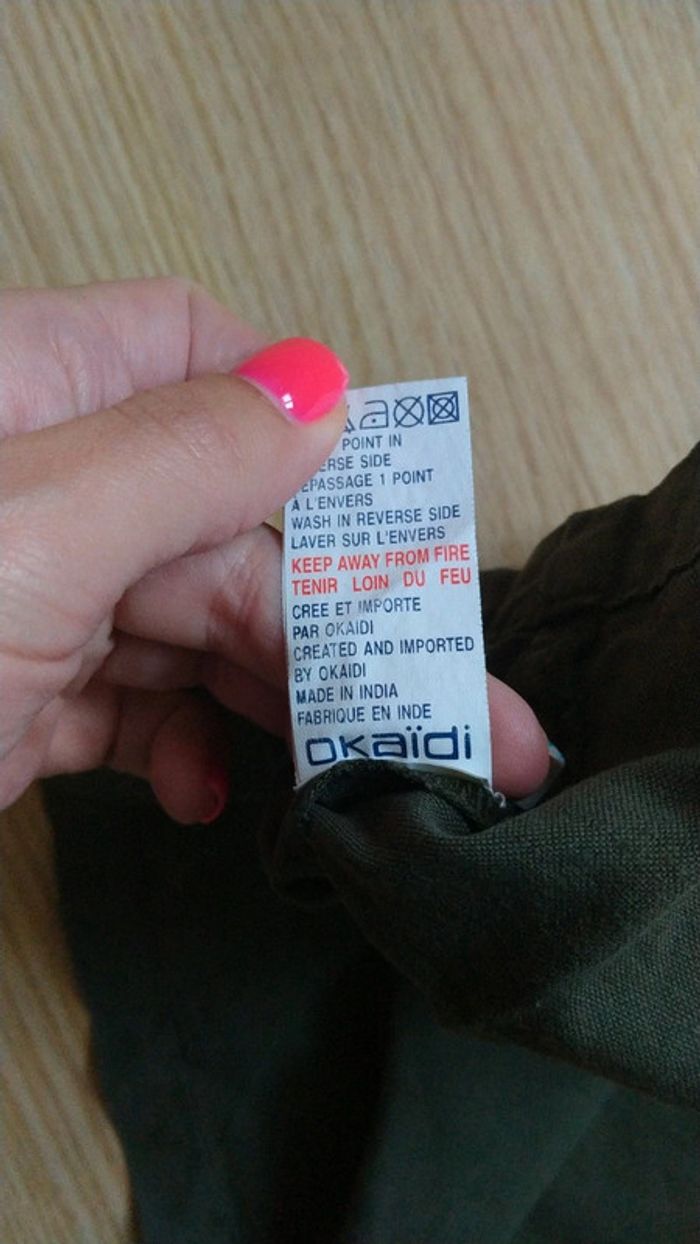 POINT IN
SIDE
1 POINT
À L'ENVERS
WASH IN REVERSE SIDE
LAVER SUR L'ENVERS
KEEP AWAY FROM FIRE
TENIR LOIN DU FEU
CREE ET IMPORTE
PAR OKAIDI
CREATED AND IMPORTED
BY OKAIDI
MADE IN INDIA
FABRIQUE EN INDE
OKaïdi